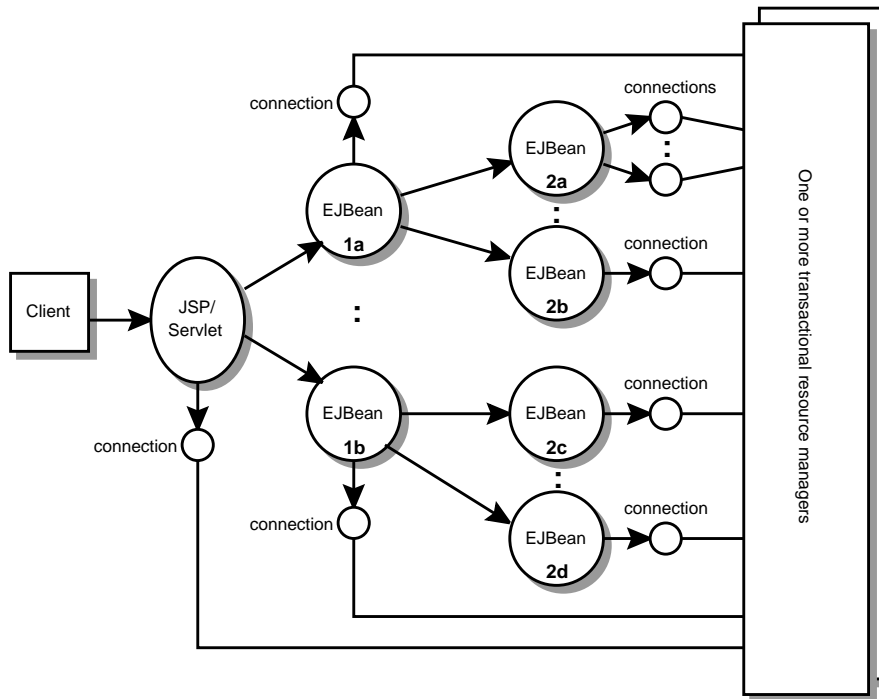 connections
connection
EJBean
2a
EJBean
1a
connection
EJBean
2b
Client
JSP/
Servlet
One or more transactional resource managers
connection
EJBean
1b
EJBean
2c
connection
connection
connection
EJBean
2d